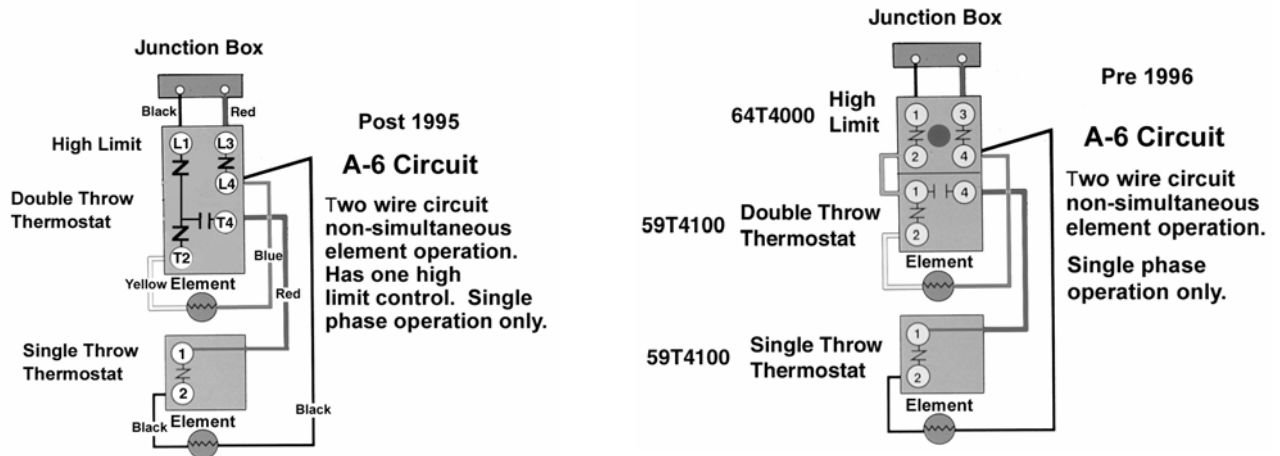 Junction Box
Black
Red
High Limit
L1
L3
L4
Double Throw
Thermostat
T4
T2
Blue
Yellow
Element
Red
Single Throw
Thermostat
1
2
Black
Element
Black
Post 1995
A-6 Circuit
Two wire circuit
non-simultaneous
element operation.
Has one high
limit control. Single
phase operation only.
Junction Box
64T4000
High
Limit
1
3
2
4
59T4100
Double Throw
Thermostat
1
4
2
Element
59T4100
Single Throw
Thermostat
1
2
Element
Pre 1996
A-6 Circuit
Two wire circuit
non-simultaneous
element operation.
Single phase
operation only.